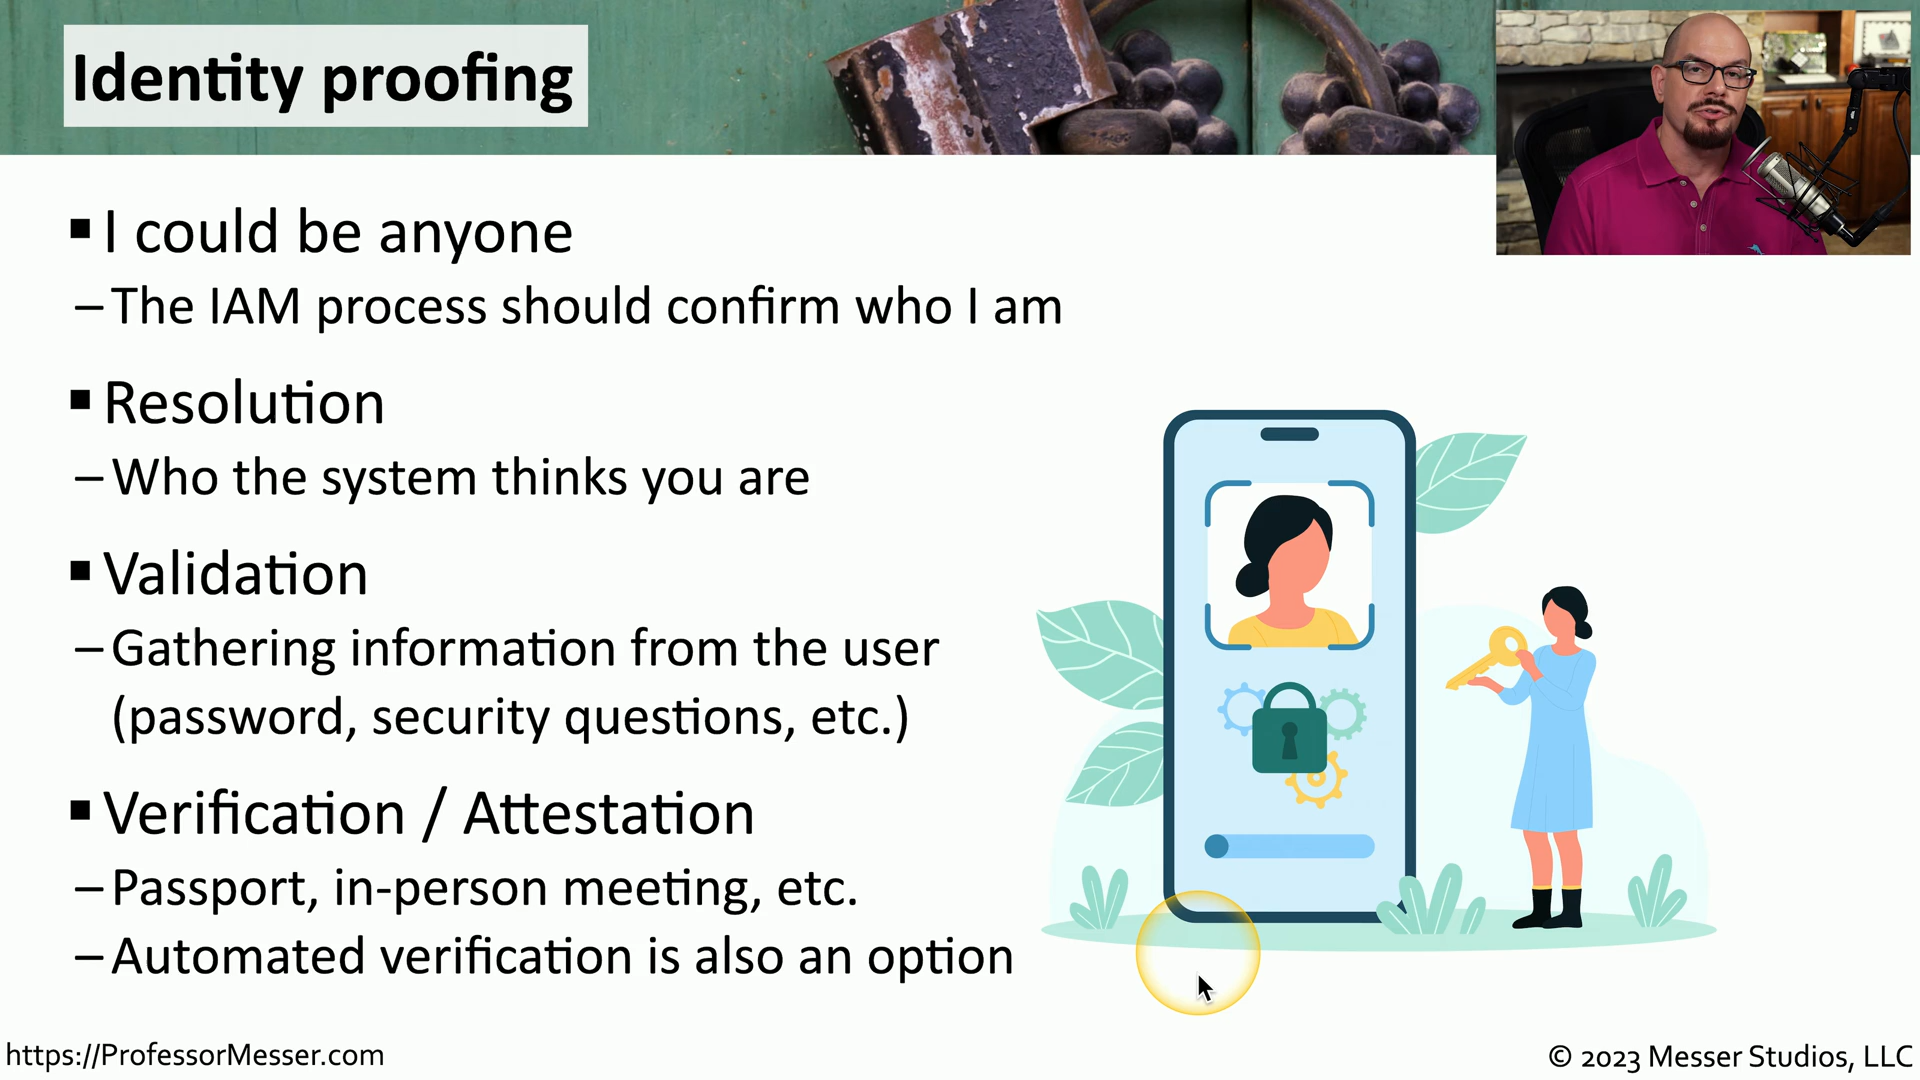 Identity proofing
▪ I could be anyone
– The IAM process should confirm who I am
▪ Resolution
– Who the system thinks you are
▪ Validation
– Gathering information from the user
(password, security questions, etc.)
▪ Verification / Attestation
– Passport, in-person meeting, etc.
– Automated verification is also an option
https://ProfessorMesser.com
© 2023 Messer Studios, LLC